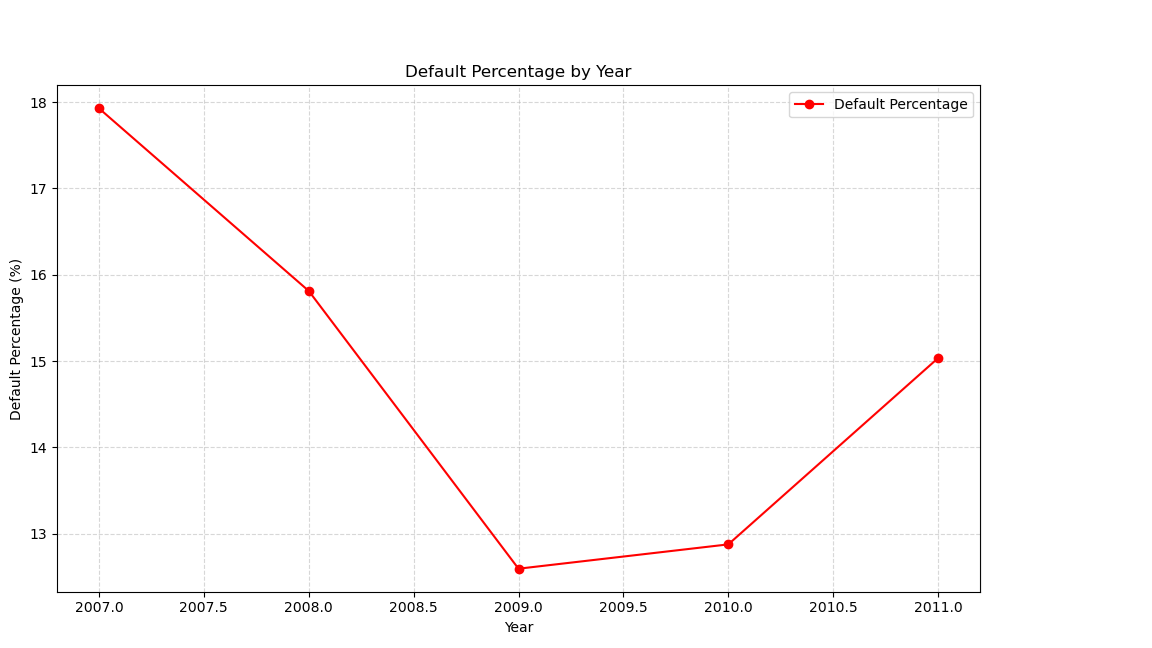 Default Percentage by Year
Default Percentage
18
17
16
15
14
13
Default Percentage (%)
2007.0 2007.5 2008.0 2008.5 2009.0 2009.5 2010.0 2010.5 2011.0
Year